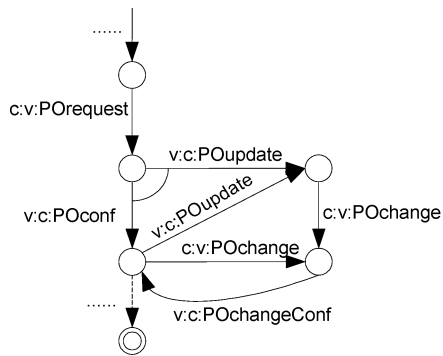 ......
c:v:POrequest
v:c:POupdate
v:c:POupdate
v:c:POconf
c:v:POchange
c:v:POchange
......
v:c:POchangeConf